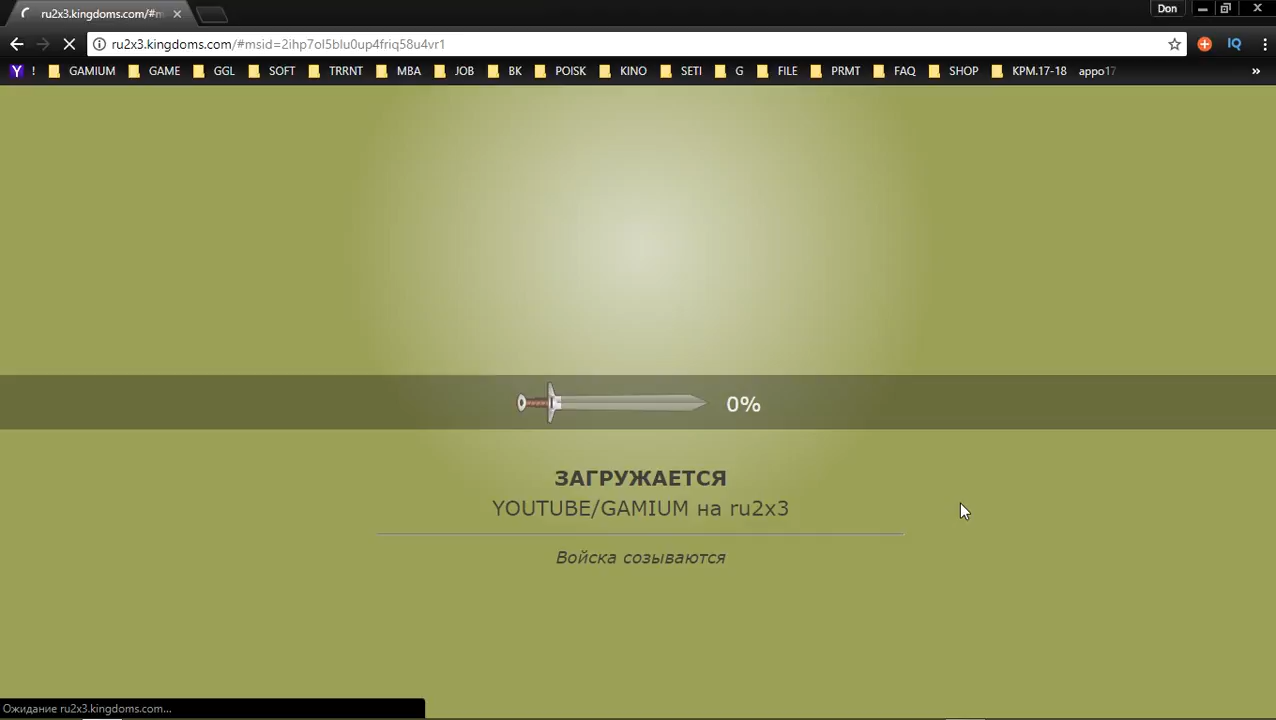 ru2x3.kingdoms.com/#m
Don
ru2x3.kingdoms.com/#msid=2ihp7ol5blu0up4friq58u4vr1
! GAMIUM GAME GGL SOFT TRRNT MBA JOB BK POISK KINO SETI G FILE PRMT FAQ SHOP KPM.17-18 appo17 »
0%
ЗАГРУЖАЕТСЯ
YOUTUBE/GAMIUM на ru2x3
Войска созываются
Ожидание ru2x3.kingdoms.com...